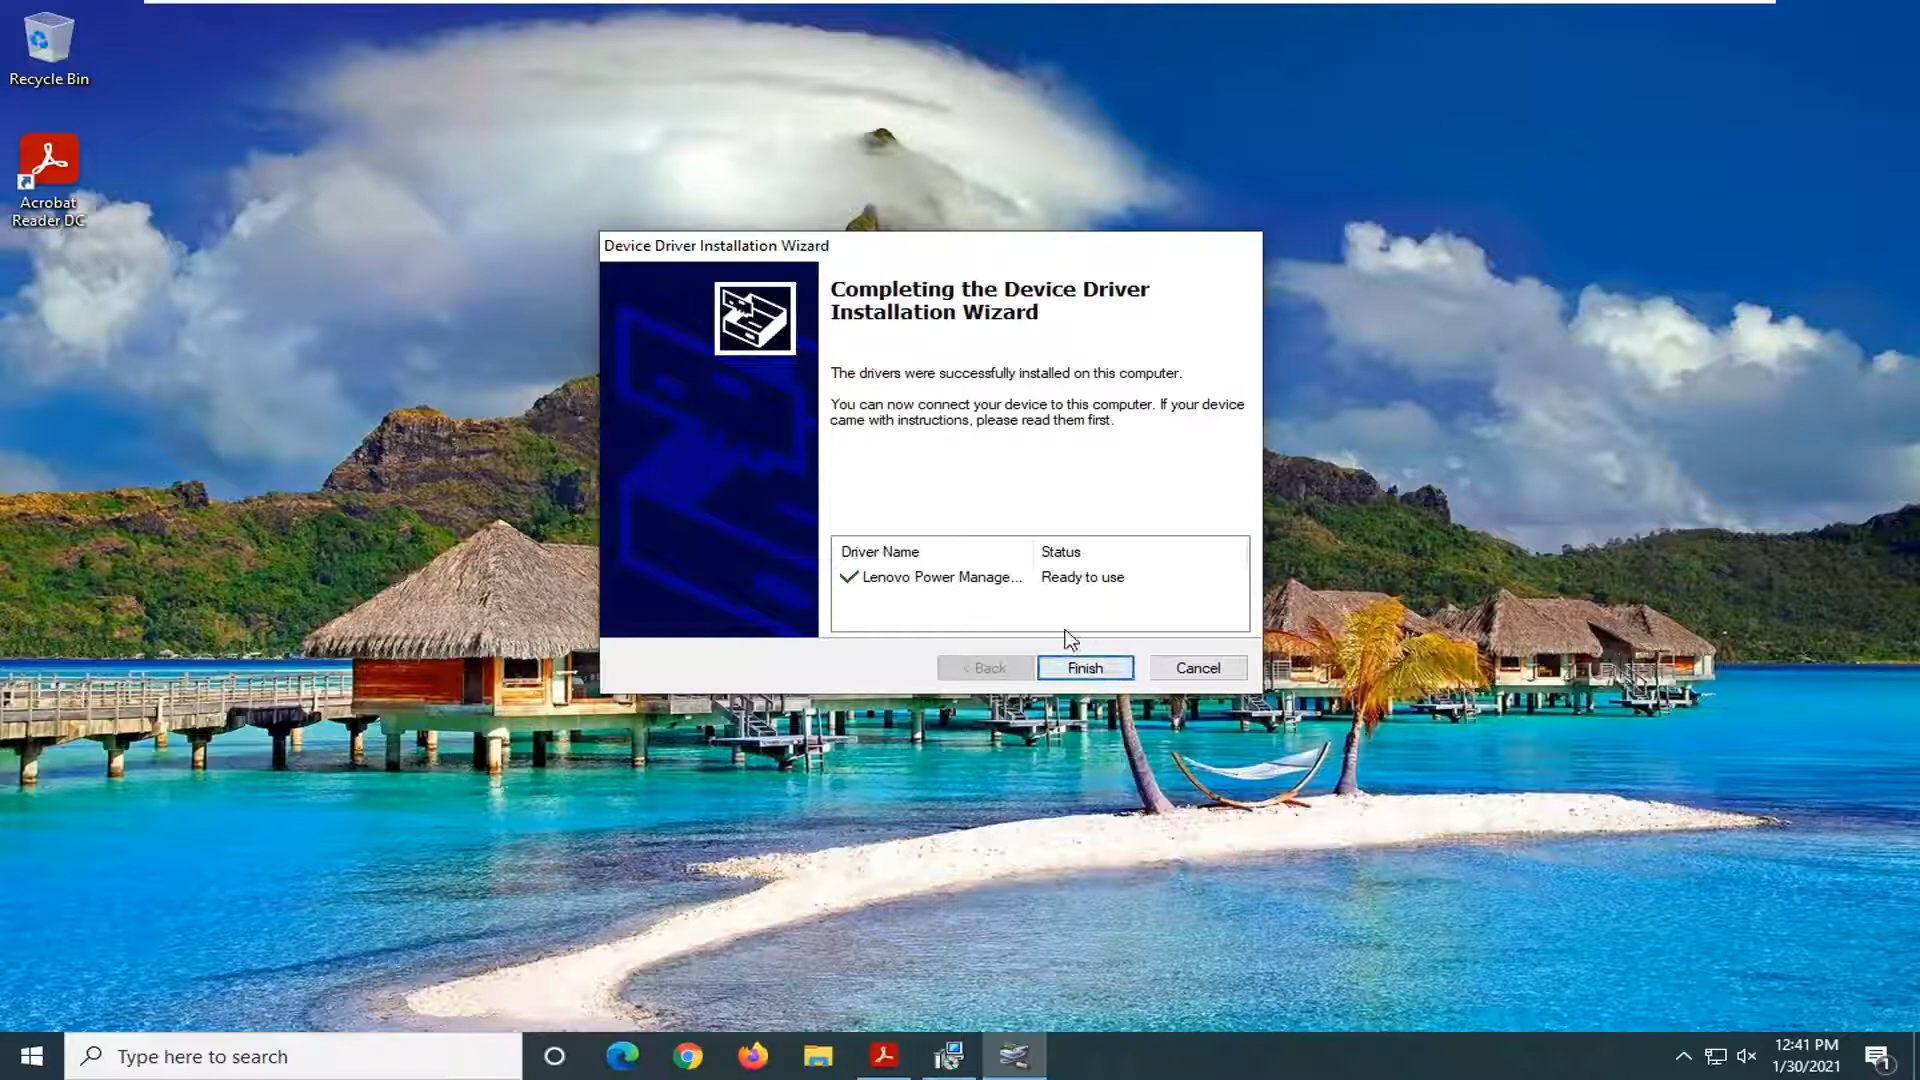 Recycle Bin
Acrobat
Reader DC
Device Driver Installation Wizard
Completing the Device Driver
Installation Wizard
The drivers were successfully installed on this computer.
You can now connect your device to this computer. If your device
came with instructions, please read them first.
Driver Name Status
Lenovo Power Manage... Ready to use
< Back Finish Cancel
Type here to search
12:41 PM
1/30/2021
1